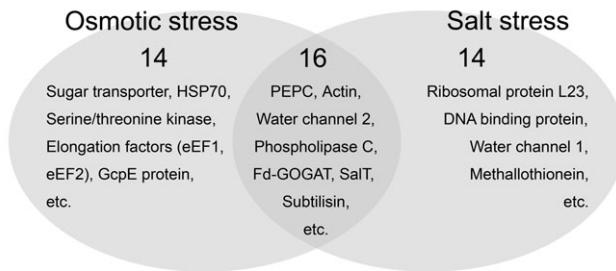 Osmotic stress
14
Sugar transporter, HSP70,
Serine/threonine kinase,
Elongation factors (eEF1,
eEF2), GcpE protein,
etc.
16
PEPC, Actin,
Water channel 2,
Phospholipase C,
Fd-GOGAT, SalT,
Subtilisin,
etc.
Salt stress
14
Ribosomal protein L23,
DNA binding protein,
Water channel 1,
Methallothionein,
etc.